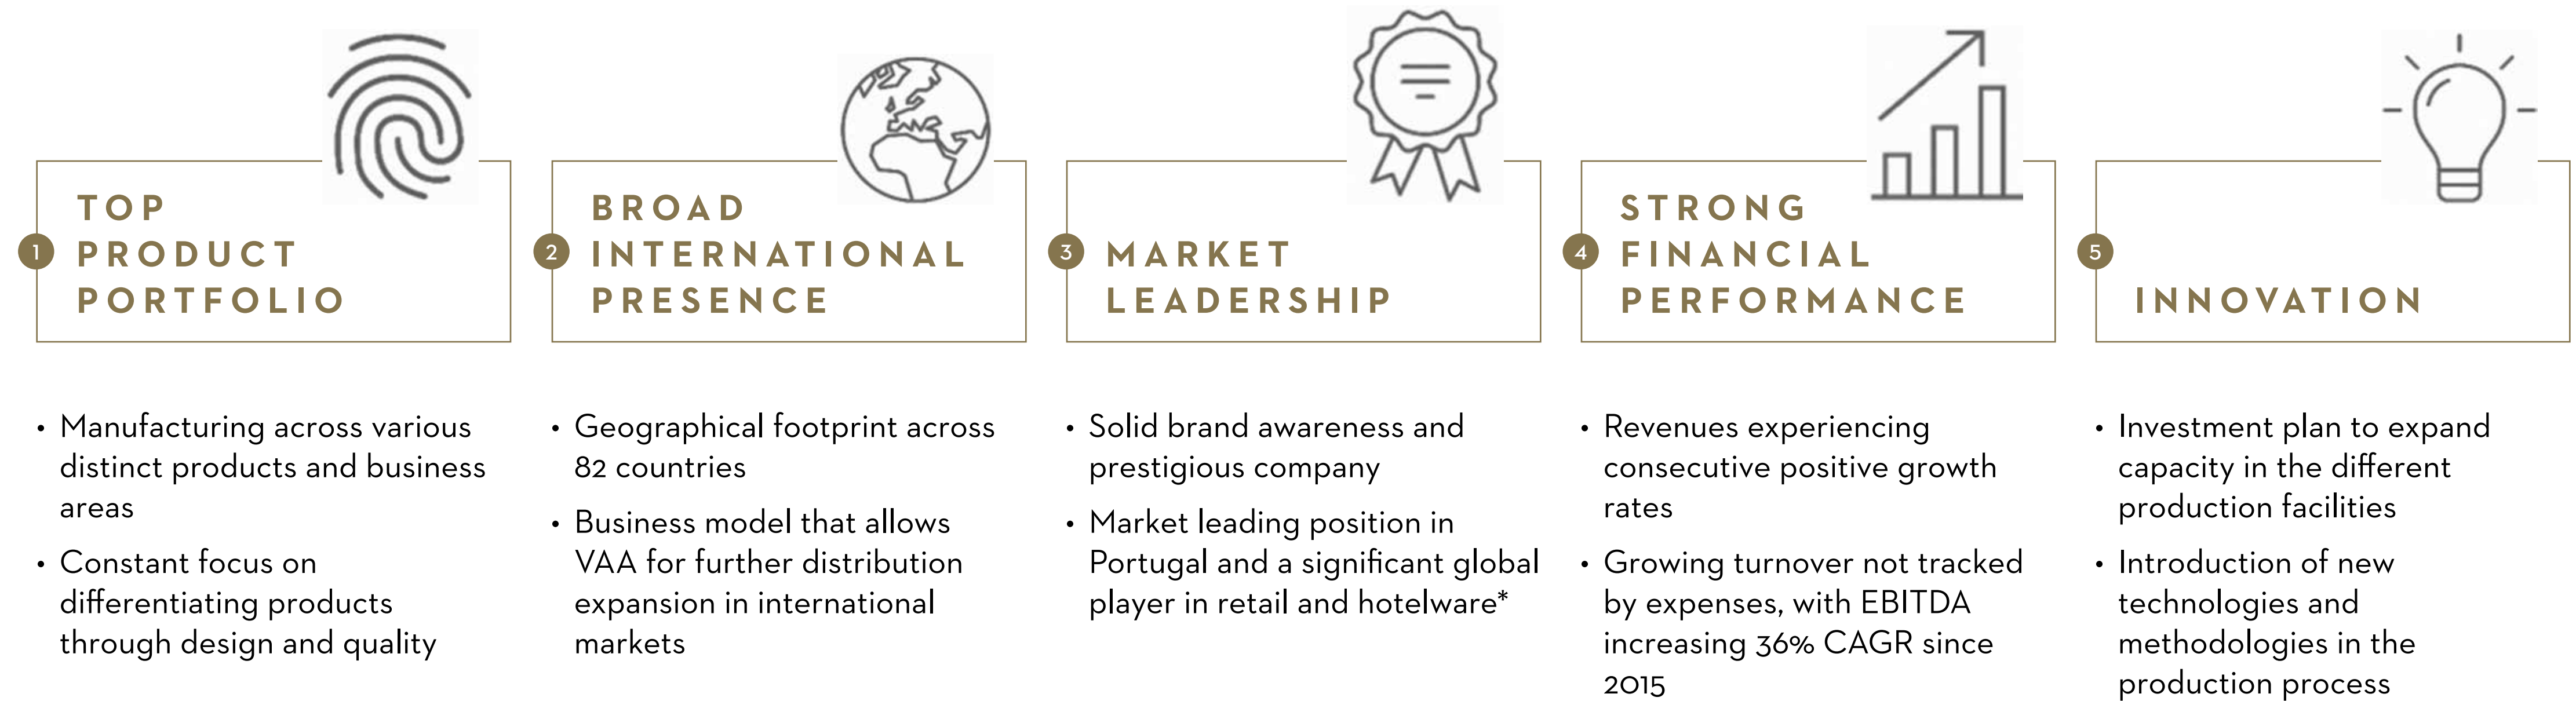 1
TOP
PRODUCT
PORTFOLIO
• Manufacturing across various
distinct products and business
areas
• Constant focus on
differentiating products
through design and quality
2
BROAD
INTERNATIONAL
PRESENCE
• Geographical footprint across
82 countries
• Business model that allows
VAA for further distribution
expansion in international
markets
3
MARKET
LEADERSHIP
• Solid brand awareness and
prestigious company
• Market leading position in
Portugal and a significant global
player in retail and hotelware*
4
STRONG
FINANCIAL
PERFORMANCE
• Revenues experiencing
consecutive positive growth
rates
• Growing turnover not tracked
by expenses, with EBITDA
increasing 36% CAGR since
2015
5
INNOVATION
• Investment plan to expand
capacity in the different
production facilities
• Introduction of new
technologies and
methodologies in the
production process